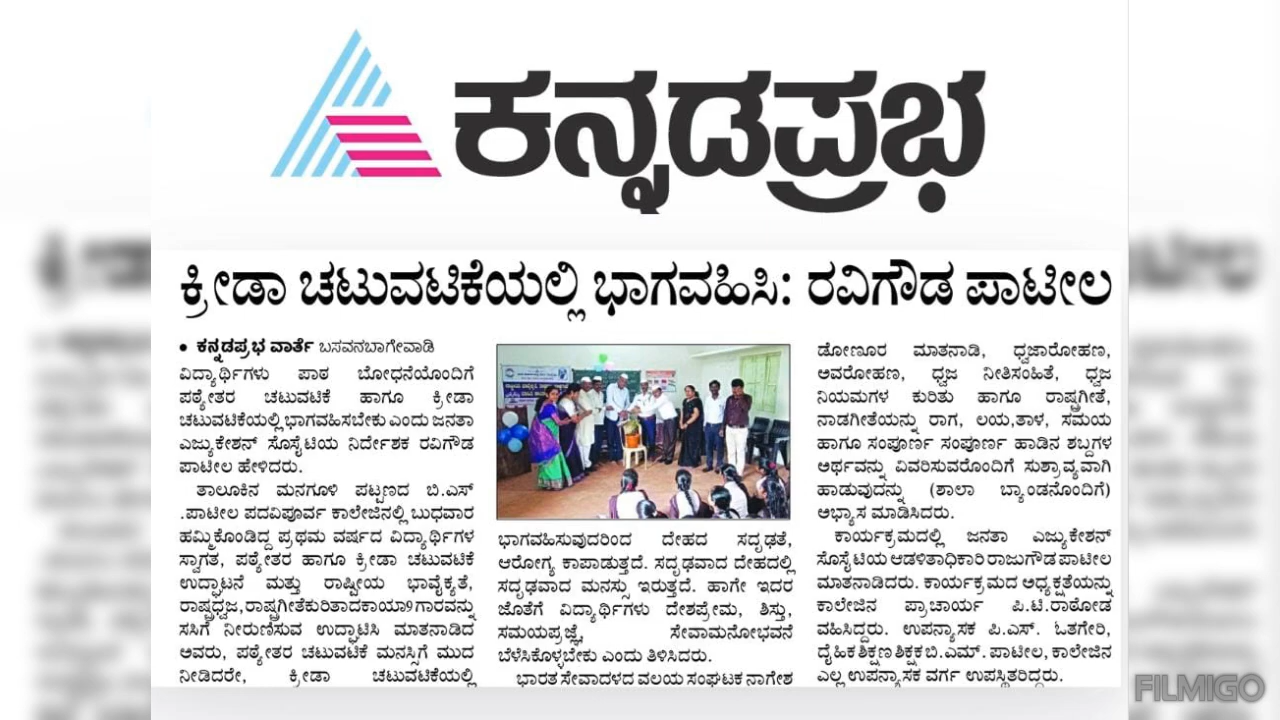 ಕನ್ನಡಪ್ರಭ
ಕ್ರೀಡಾ ಚಟುವಟಿಕೆಯಲ್ಲಿ ಭಾಗವಹಿಸಿ: ರವಿಗೌಡ ಪಾಟೀಲ
• ಕನ್ನಡಪ್ರಭ ವಾರ್ತೆ ಬಸವನಬಾಗೇವಾಡಿ
ವಿದ್ಯಾರ್ಥಿಗಳು ಪಾಠ ಬೋಧನೆಯೊಂದಿಗೆ
ಪಠ್ಯೇತರ ಚಟುವಟಿಕೆ ಹಾಗೂ ಕ್ರೀಡಾ
ಚಟುವಟಿಕೆಯಲ್ಲಿ ಭಾಗವಹಿಸಬೇಕು ಎಂದು ಜನತಾ
ಎಜ್ಯುಕೇಶನ್ ಸೊಸೈಟಿಯ ನಿರ್ದೇಶಕ ರವಿಗೌಡ
ಪಾಟೀಲ ಹೇಳಿದರು.
ತಾಲೂಕಿನ ಮನಗೂಳಿ ಪಟ್ಟಣದ ಬಿ.ಎಸ್
.ಪಾಟೀಲ ಪದವಿಪೂರ್ವ ಕಾಲೇಜಿನಲ್ಲಿ ಬುಧವಾರ
ಹಮ್ಮಿಕೊಂಡಿದ್ದ ಪ್ರಥಮ ವರ್ಷದ ವಿದ್ಯಾರ್ಥಿಗಳ
ಸ್ವಾಗತ, ಪಠ್ಯೇತರ ಹಾಗೂ ಕ್ರೀಡಾ ಚಟುವಟಿಕೆ
ಉದ್ಘಾಟನೆ ಮತ್ತು ರಾಷ್ಟ್ರೀಯ ಭಾವೈಕ್ಯತೆ,
ರಾಷ್ಟ್ರಧ್ವಜ,ರಾಷ್ಟ್ರಗೀತೆಕುರಿತಾದಕಾರ್ಯಾಗಾರವನ್ನು
ಸಸಿಗೆ ನೀರುಣಿಸುವ ಉದ್ಘಾಟಿಸಿ ಮಾತನಾಡಿದ
ಅವರು, ಪಠ್ಯೇತರ ಚಟುವಟಿಕೆ ಮನಸ್ಸಿಗೆ ಮುದ
ನೀಡಿದರೇ, ಕ್ರೀಡಾ ಚಟುವಟಿಕೆಯಲ್ಲಿ
ಭಾಗವಹಿಸುವುದರಿಂದ ದೇಹದ ಸದೃಢತೆ,
ಆರೋಗ್ಯ ಕಾಪಾಡುತ್ತದೆ. ಸದೃಢವಾದ ದೇಹದಲ್ಲಿ
ಸದೃಢವಾದ ಮನಸ್ಸು ಇರುತ್ತದೆ. ಹಾಗೇ ಇದರ
ಜೊತೆಗೆ ವಿದ್ಯಾರ್ಥಿಗಳು ದೇಶಪ್ರೇಮ, ಶಿಸ್ತು,
ಸಮಯಪ್ರಜ್ಞೆ, ಸೇವಾಮನೋಭವನೆ
ಬೆಳೆಸಿಕೊಳ್ಳಬೇಕು ಎಂದು ತಿಳಿಸಿದರು.
ಭಾರತ ಸೇವಾದಳದ ವಲಯ ಸಂಘಟಕ ನಾಗೇಶ
ಡೋಣೂರ ಮಾತನಾಡಿ, ಧ್ವಜಾರೋಹಣ,
ಅವರೋಹಣ, ಧ್ವಜ ನೀತಿಸಂಹಿತೆ, ಧ್ವಜ
ನಿಯಮಗಳ ಕುರಿತು ಹಾಗೂ ರಾಷ್ಟ್ರಗೀತೆ,
ನಾಡಗೀತೆಯನ್ನು ರಾಗ, ಲಯ,ತಾಳ, ಸಮಯ
ಹಾಗೂ ಸಂಪೂರ್ಣ ಸಂಪೂರ್ಣ ಹಾಡಿನ ಶಬ್ದಗಳ
ಅರ್ಥವನ್ನು ವಿವರಿಸುವರೊಂದಿಗೆ ಸುಶ್ರಾವ್ಯವಾಗಿ
ಹಾಡುವುದನ್ನು (ಶಾಲಾ ಬ್ಯಾಂಡನೊಂದಿಗೆ)
ಅಭ್ಯಾಸ ಮಾಡಿಸಿದರು.
ಕಾರ್ಯಕ್ರಮದಲ್ಲಿ ಜನತಾ ಎಜ್ಯುಕೇಶನ್
ಸೊಸೈಟಿಯ ಆಡಳಿತಾಧಿಕಾರಿ ರಾಜುಗೌಡ ಪಾಟೀಲ
ಮಾತನಾಡಿದರು. ಕಾರ್ಯಕ್ರಮದ ಅಧ್ಯಕ್ಷತೆಯನ್ನು
ಕಾಲೇಜಿನ ಪ್ರಾಚಾರ್ಯ ಪಿ.ಟಿ.ರಾಠೋಡ
ವಹಿಸಿದ್ದರು. ಉಪನ್ಯಾಸಕ ಪಿ.ಎಸ್. ಓತಗೇರಿ,
ದೈಹಿಕ ಶಿಕ್ಷಣ ಶಿಕ್ಷಕ ಬಿ.ಎಮ್. ಪಾಟೀಲ, ಕಾಲೇಜಿನ
ಎಲ್ಲ ಉಪನ್ಯಾಸಕ ವರ್ಗ ಉಪಸ್ಥಿತರಿದ್ದರು.
FILMIGO